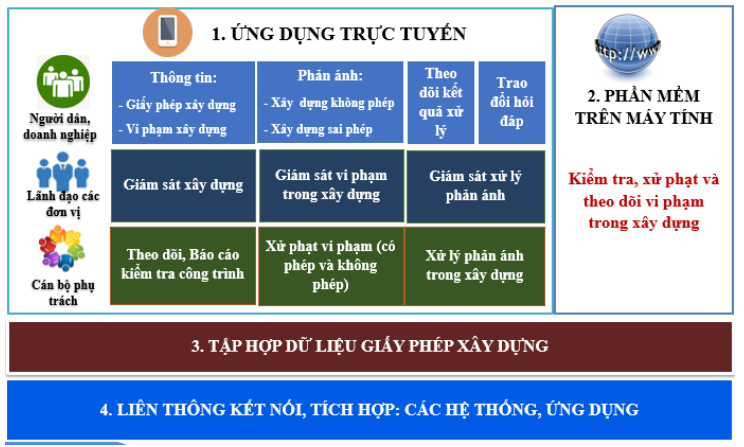 1. ỨNG DỤNG TRỰC TUYẾN
Người dân,
doanh nghiệp
Thông tin:
- Giấy phép xây dựng
- Vi phạm xây dựng
Phản ánh:
- Xây dựng không phép
- Xây dựng sai phép
Theo
dõi kết
quả xử
lý
Trao
đổi hỏi
đáp
Lãnh đạo các
đơn vị
Giám sát xây dựng
Giám sát vi phạm
trong xây dựng
Giám sát xử lý
phản ánh
Cán bộ phụ
trách
Theo dõi, Báo cáo
kiểm tra công trình
Xử phạt vi phạm (có
phép và không
phép)
Xử lý phản ánh
trong xây dựng
http://ww
2. PHẦN MỀM
TRÊN MÁY TÍNH
Kiểm tra, xử phạt và
theo dõi vi phạm
trong xây dựng
3. TẬP HỢP DỮ LIỆU GIẤY PHÉP XÂY DỰNG
4. LIÊN THÔNG KẾT NỐI, TÍCH HỢP: CÁC HỆ THỐNG, ỨNG DỤNG